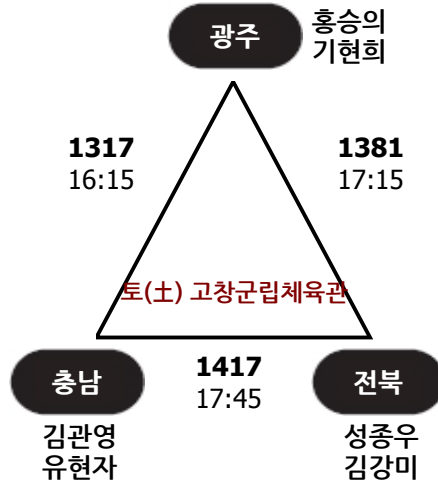 광주
홍승의
기현희
1317
16:15
1381
17:15
토(土) 고창군립체육관
충남
1417
17:45
전북
김관영
유현자
성종우
김강미